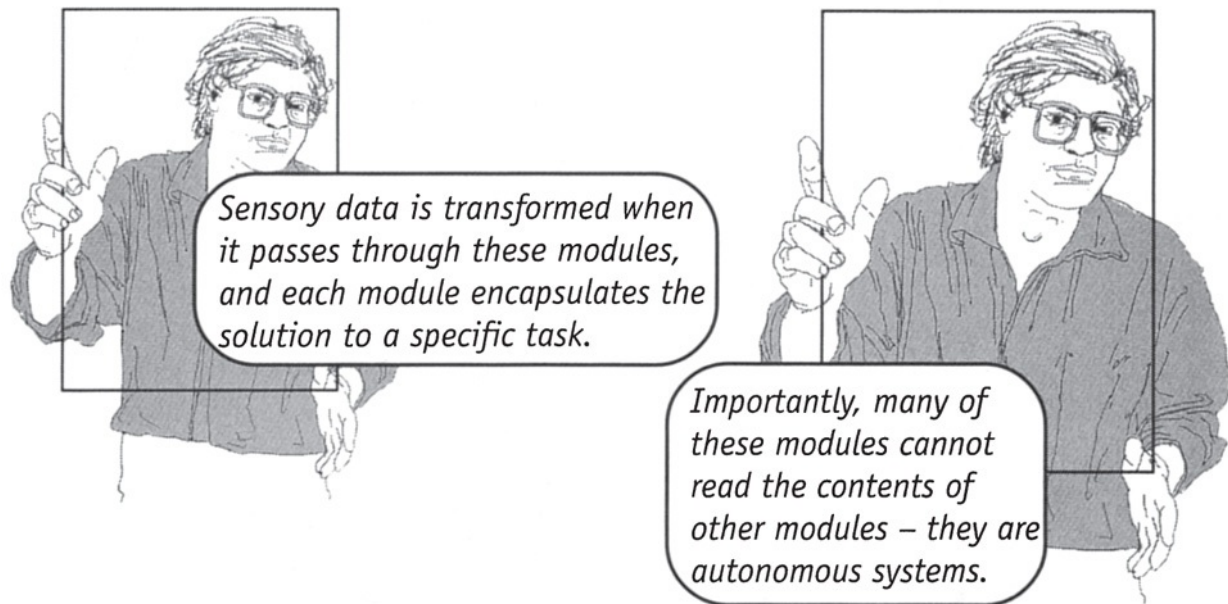 Sensory data is transformed when
it passes through these modules,
and each module encapsulates the
solution to a specific task.
Importantly, many of
these modules cannot
read the contents of
other modules – they are
autonomous systems.